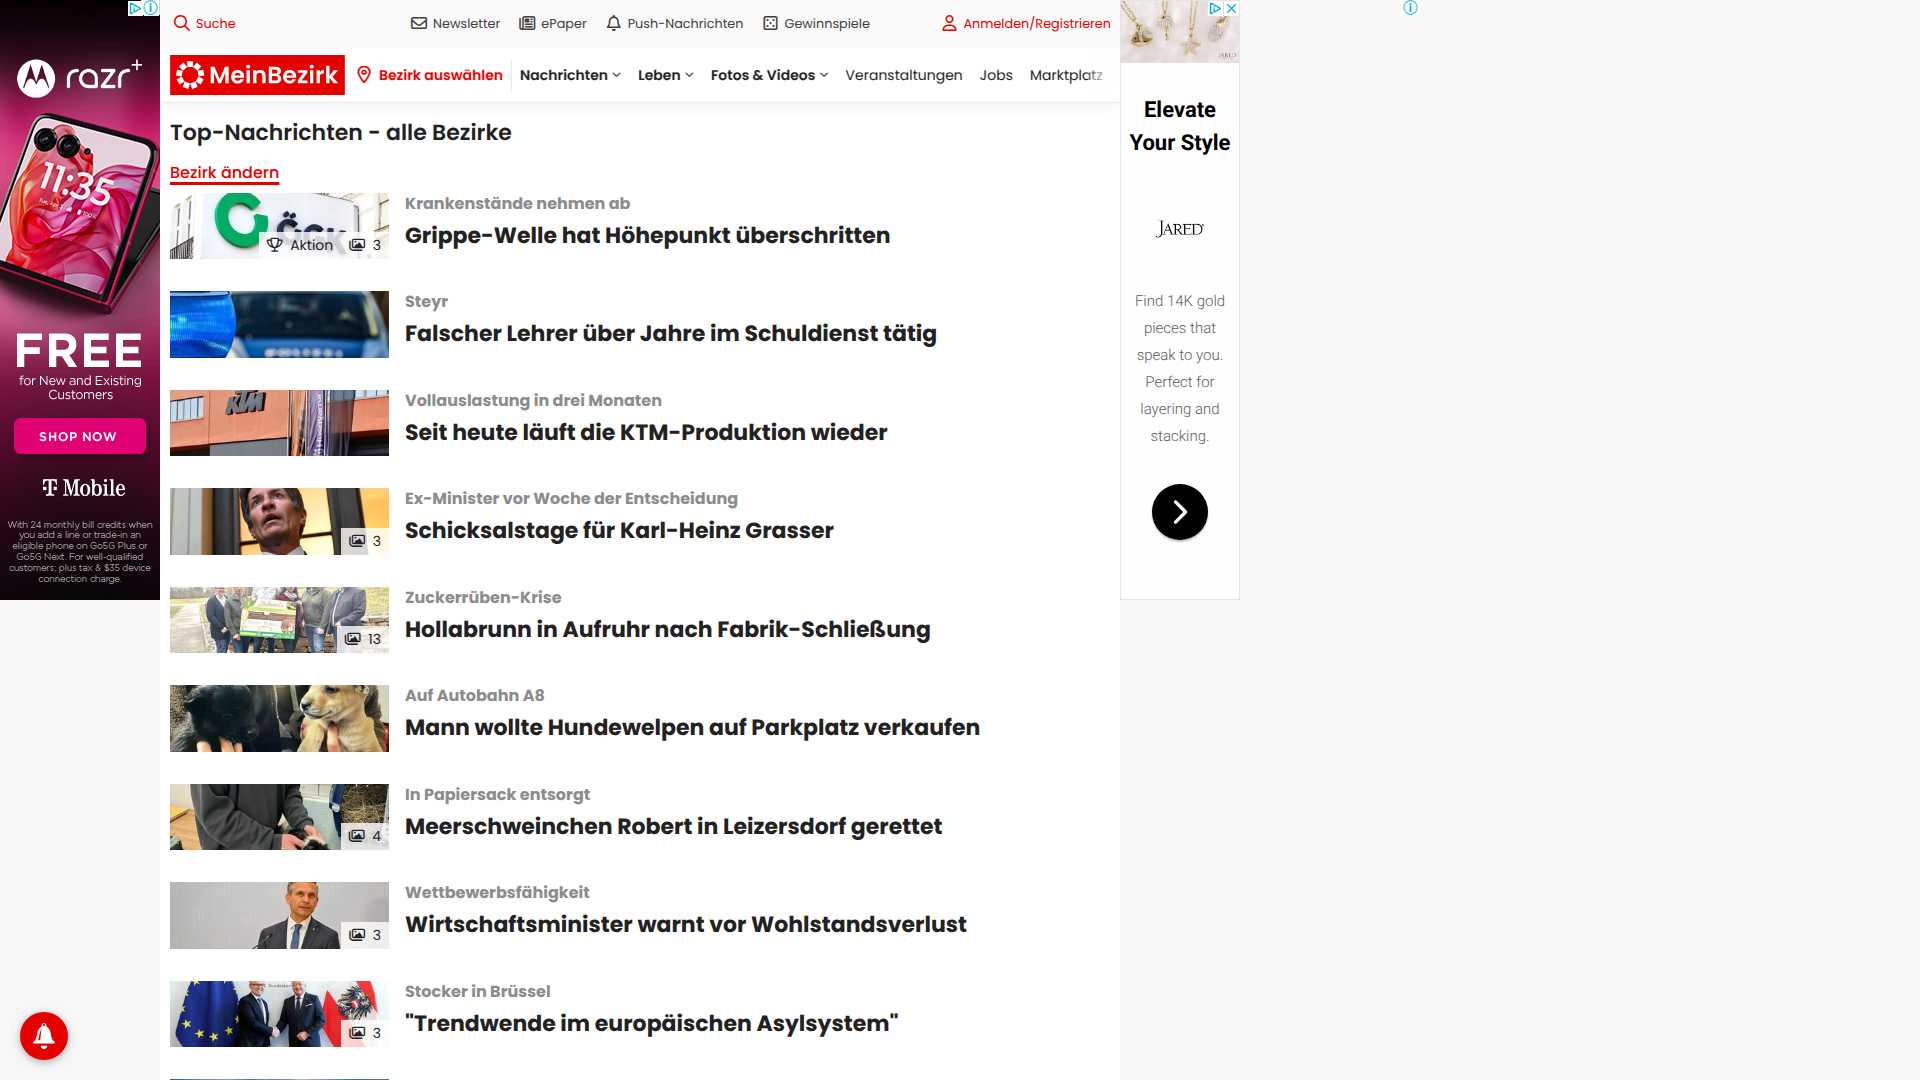 Suche
Newsletter
ePaper
Push-Nachrichten
Gewinnspiele
Anmelden/Registrieren
MeinBezirk
Bezirk auswählen
Nachrichten
Leben
Fotos & Videos
Veranstaltungen
Jobs
Marktplatz
Top-Nachrichten - alle Bezirke
Bezirk ändern
Aktion 3
Krankenstände nehmen ab
Grippe-Welle hat Höhepunkt überschritten
Steyr
Falscher Lehrer über Jahre im Schuldienst tätig
KTM
Vollauslastung in drei Monaten
Seit heute läuft die KTM-Produktion wieder
3
Ex-Minister vor Woche der Entscheidung
Schicksalstage für Karl-Heinz Grasser
13
Zuckerrüben-Krise
Hollabrunn in Aufruhr nach Fabrik-Schließung
Auf Autobahn A8
Mann wollte Hundewelpen auf Parkplatz verkaufen
4
In Papiersack entsorgt
Meerschweinchen Robert in Leizersdorf gerettet
3
Wettbewerbsfähigkeit
Wirtschaftsminister warnt vor Wohlstandsverlust
3
Stocker in Brüssel
"Trendwende im europäischen Asylsystem"
razr+
11:35
FREE
for New and Existing
Customers
SHOP NOW
T Mobile
With 24 monthly bill credits when
you add a line or trade-in an
eligible phone on Go5G Plus or
Go5G Next. For well-qualified
customers; plus tax & $35 device
connection charge.
JARED
Elevate
Your Style
JARED
Find 14K gold
pieces that
speak to you.
Perfect for
layering and
stacking.